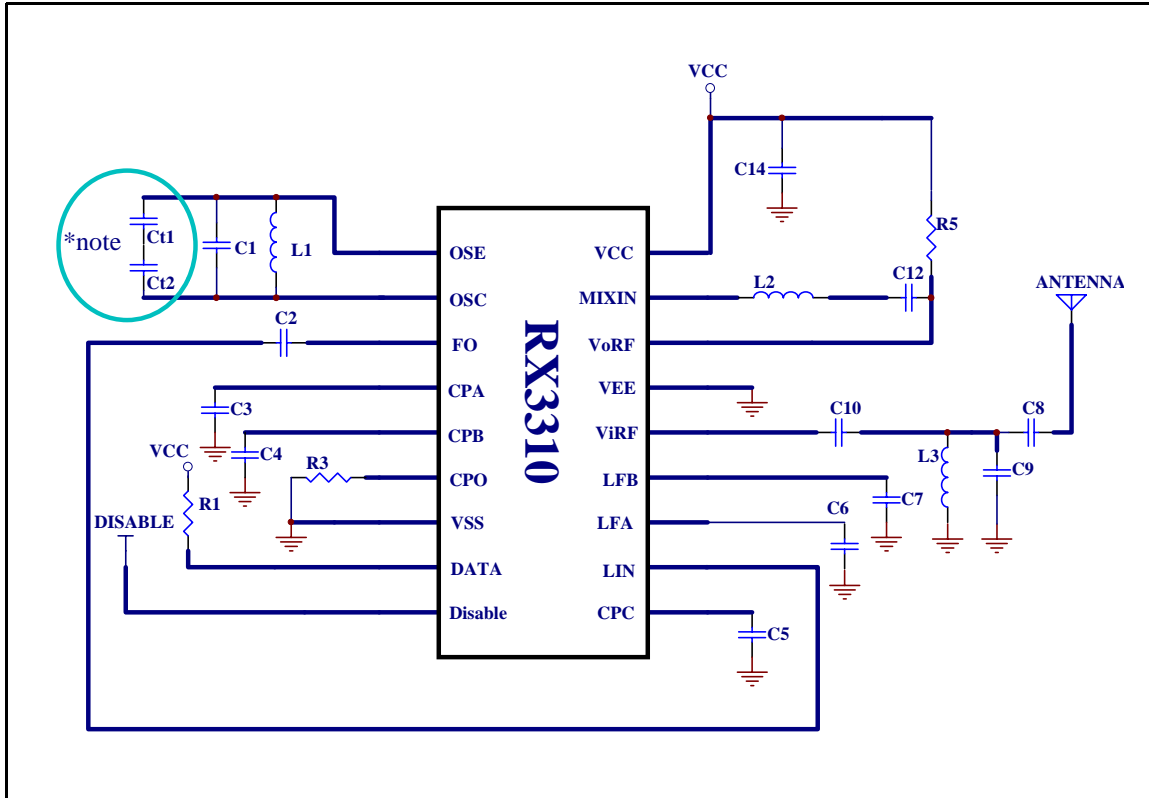 VCC
C14
R5
*note
Ct1
Ct2
C1
L1
OSE
VCC
L2
C12
ANTENNA
OSC
MIXIN
C2
FO
VoRF
RX3310
CPA
VEE
C3
C10
C8
CPB
ViRF
VCC
C4
L3
C9
R3
CPO
LFB
C7
R1
C6
DISABLE
VSS
LFA
DATA
LIN
Disable
CPC
C5